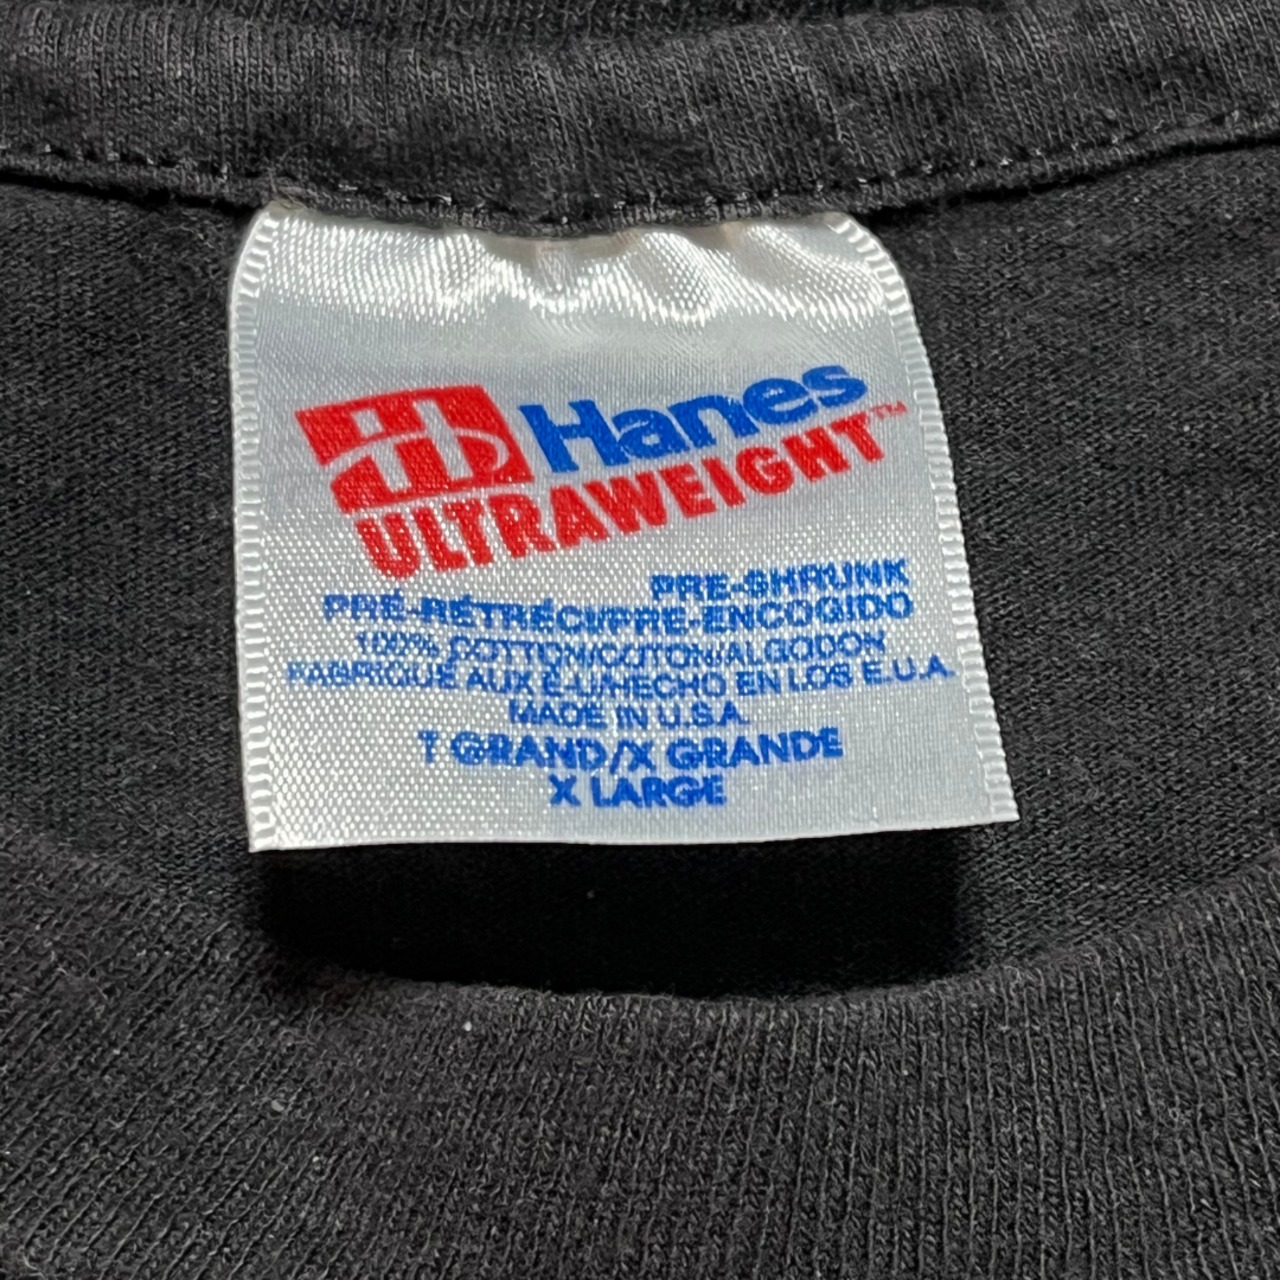 Hanes
ULTRAWEIGHT™
PRE-SHRUNK
PRÉ-RÉTRÉCI/PRE-ENCOGIDO
100% COTTON/COTON/ALGODON
FABRIQUÉ AUX É-U/HECHO EN LOS E.U.A.
MADE IN U.S.A.
T GRAND/X GRANDE
X LARGE